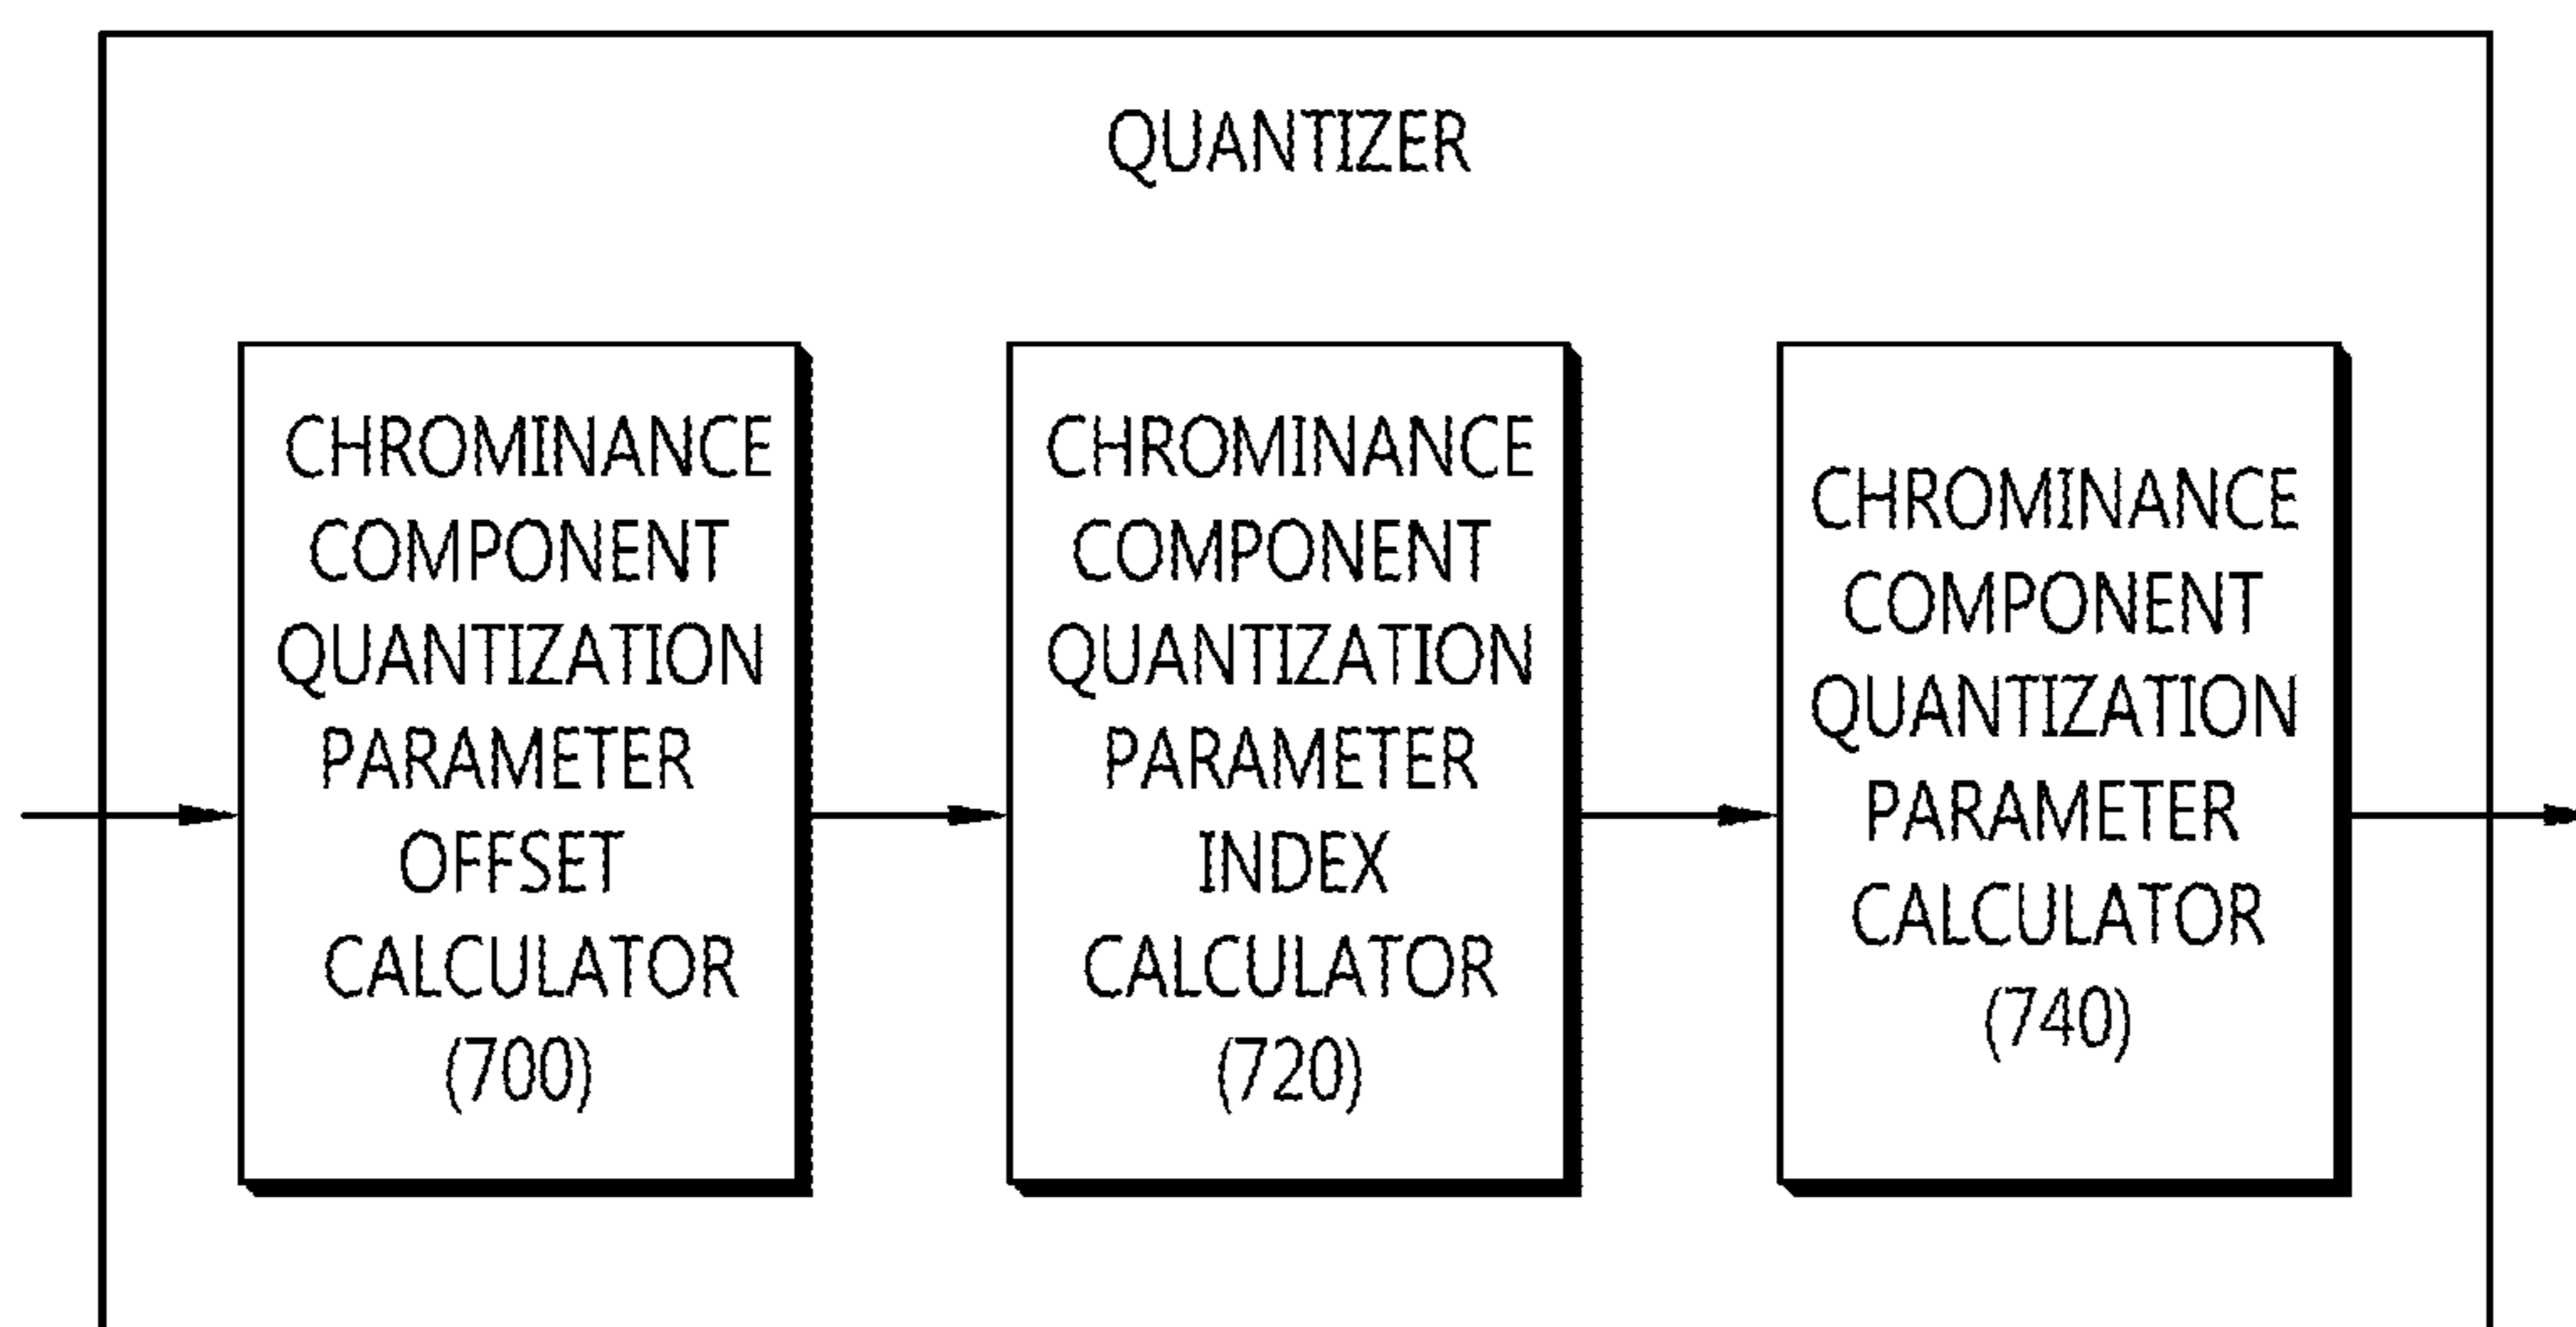 QUANTIZER
CHROMINANCE
COMPONENT
QUANTIZATION
PARAMETER
OFFSET
CALCULATOR
(700)
CHROMINANCE
COMPONENT
QUANTIZATION
PARAMETER
INDEX
CALCULATOR
(720)
CHROMINANCE
COMPONENT
QUANTIZATION
PARAMETER
CALCULATOR
(740)